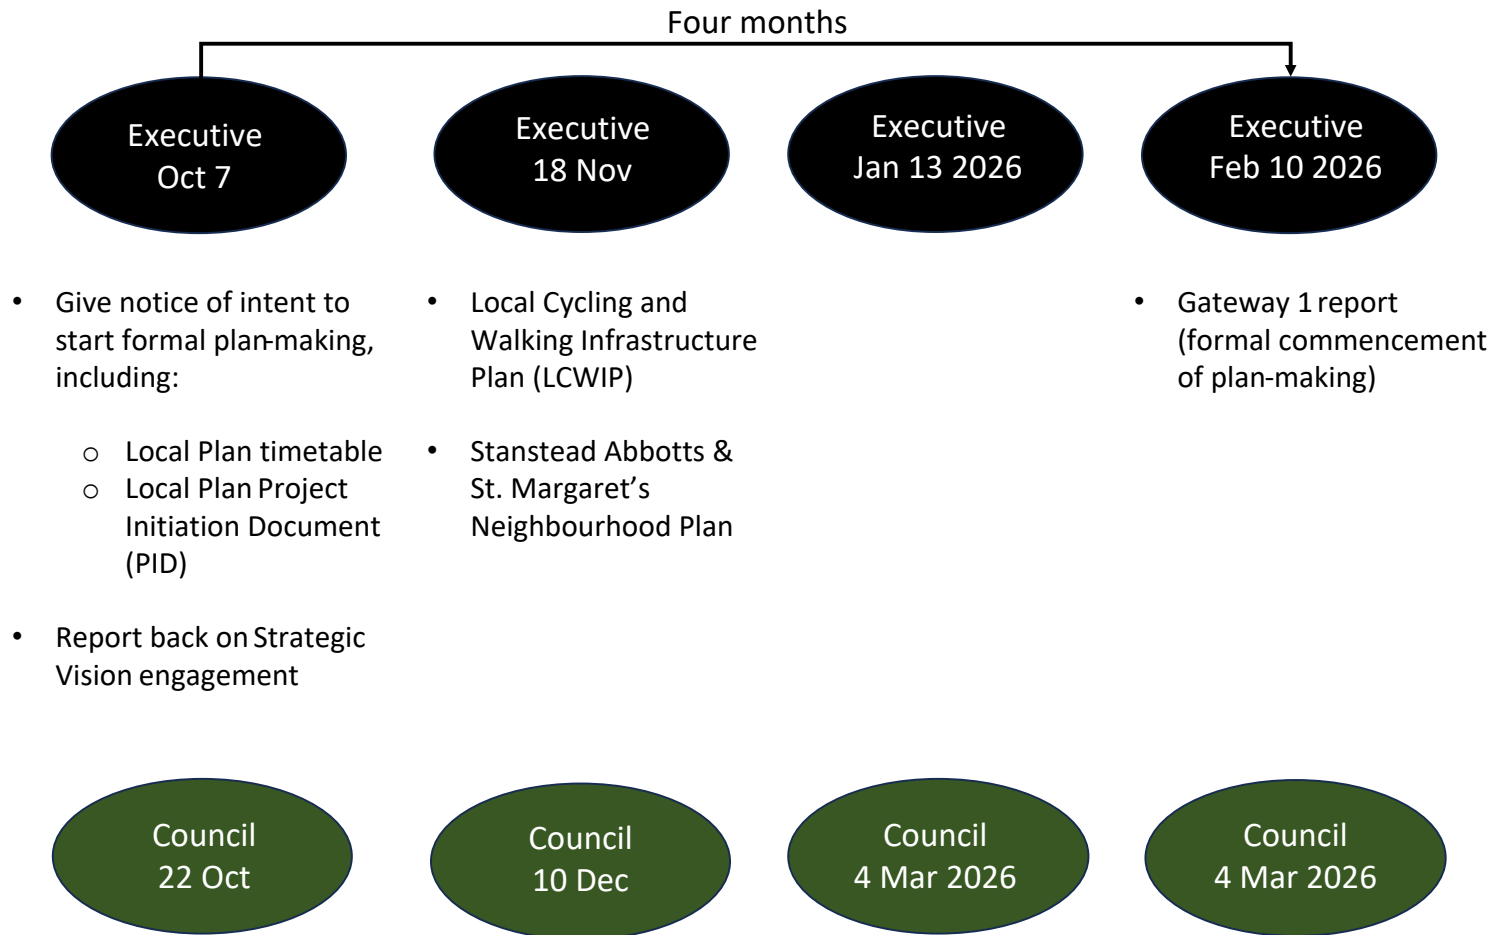 Four months
Executive
Oct 7
Executive
18 Nov
Executive
Jan 13 2026
Executive
Feb 10 2026
• Give notice of intent to
start formal plan-making,
including:
o Local Plan timetable
o Local Plan Project
Initiation Document
(PID)
• Report back on Strategic
Vision engagement
• Local Cycling and
Walking Infrastructure
Plan (LCWIP)
• Stanstead Abbotts &
St. Margaret’s
Neighbourhood Plan
• Gateway 1 report
(formal commencement
of plan-making)
Council
22 Oct
Council
10 Dec
Council
4 Mar 2026
Council
4 Mar 2026